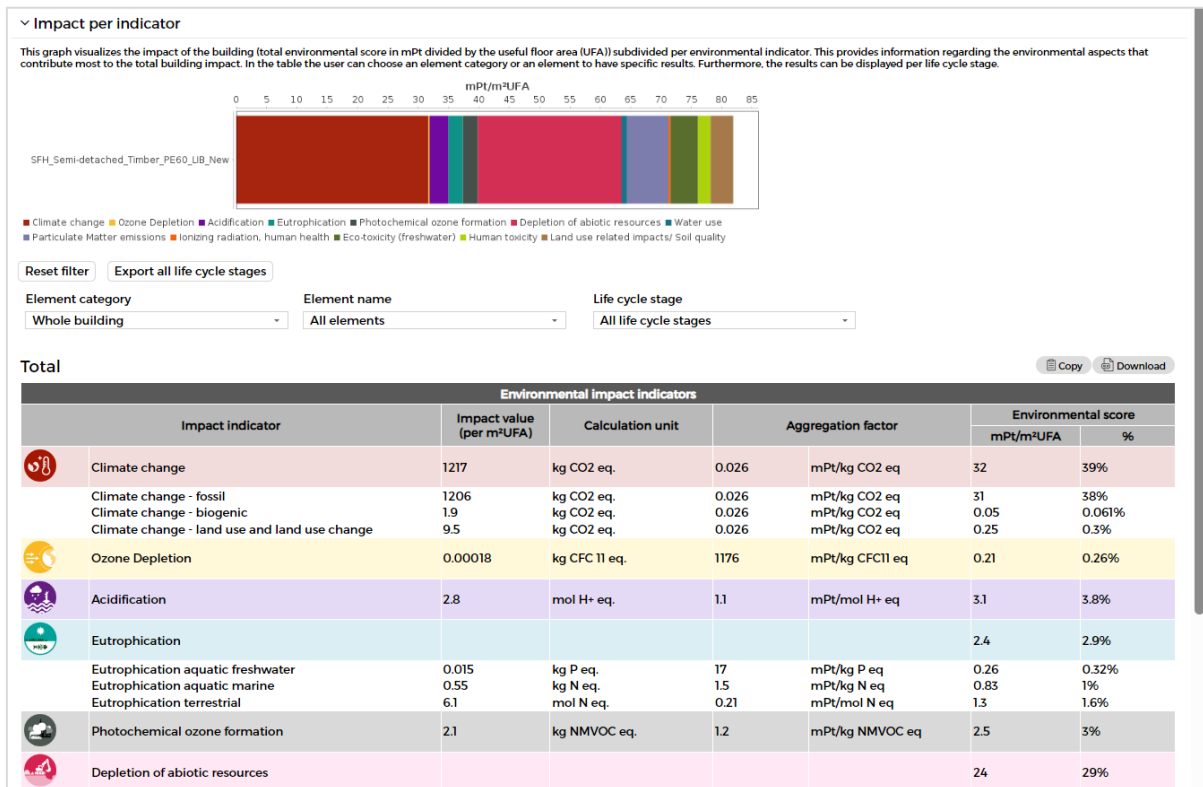 Impact per indicator
This graph visualizes the impact of the building (total environmental score in mPt divided by the useful floor area (UFA)) subdivided per environmental indicator. This provides information regarding the environmental aspects that
contribute most to the total building impact. In the table the user can choose an element category or an element to have specific results. Furthermore, the results can be displayed per life cycle stage.
mPt/m²UFA
0 5 10 15 20 25 30 35 40 45 50 55 60 65 70 75 80 85
SFH_Semi-detached_Timber_PE60_LIB_New
Climate change Ozone Depletion Acidification Eutrophication Photochemical ozone formation Depletion of abiotic resources Water use
Particulate Matter emissions Ionizing radiation, human health Eco-toxicity (freshwater) Human toxicity Land use related impacts/ Soil quality
Reset filter Export all life cycle stages
Element category Element name Life cycle stage
Whole building All elements All life cycle stages
Total Copy Download
Environmental impact indicators
Impact indicator Impact value (per m²UFA) Calculation unit Aggregation factor Environmental score
mPt/m²UFA %
Climate change 1217 kg CO2 eq. 0.026 mPt/kg CO2 eq 32 39%
Climate change - fossil 1206 kg CO2 eq. 0.026 mPt/kg CO2 eq 31 38%
Climate change - biogenic 1.9 kg CO2 eq. 0.026 mPt/kg CO2 eq 0.05 0.061%
Climate change - land use and land use change 9.5 kg CO2 eq. 0.026 mPt/kg CO2 eq 0.25 0.3%
Ozone Depletion 0.00018 kg CFC 11 eq. 1176 mPt/kg CFC11 eq 0.21 0.26%
Acidification 2.8 mol H+ eq. 1.1 mPt/mol H+ eq 3.1 3.8%
Eutrophication 2.4 2.9%
Eutrophication aquatic freshwater 0.015 kg P eq. 17 mPt/kg P eq 0.26 0.32%
Eutrophication aquatic marine 0.55 kg N eq. 1.5 mPt/kg N eq 0.83 1%
Eutrophication terrestrial 6.1 mol N eq. 0.21 mPt/mol N eq 1.3 1.6%
Photochemical ozone formation 2.1 kg NMVOC eq. 1.2 mPt/kg NMVOC eq 2.5 3%
Depletion of abiotic resources 24 29%